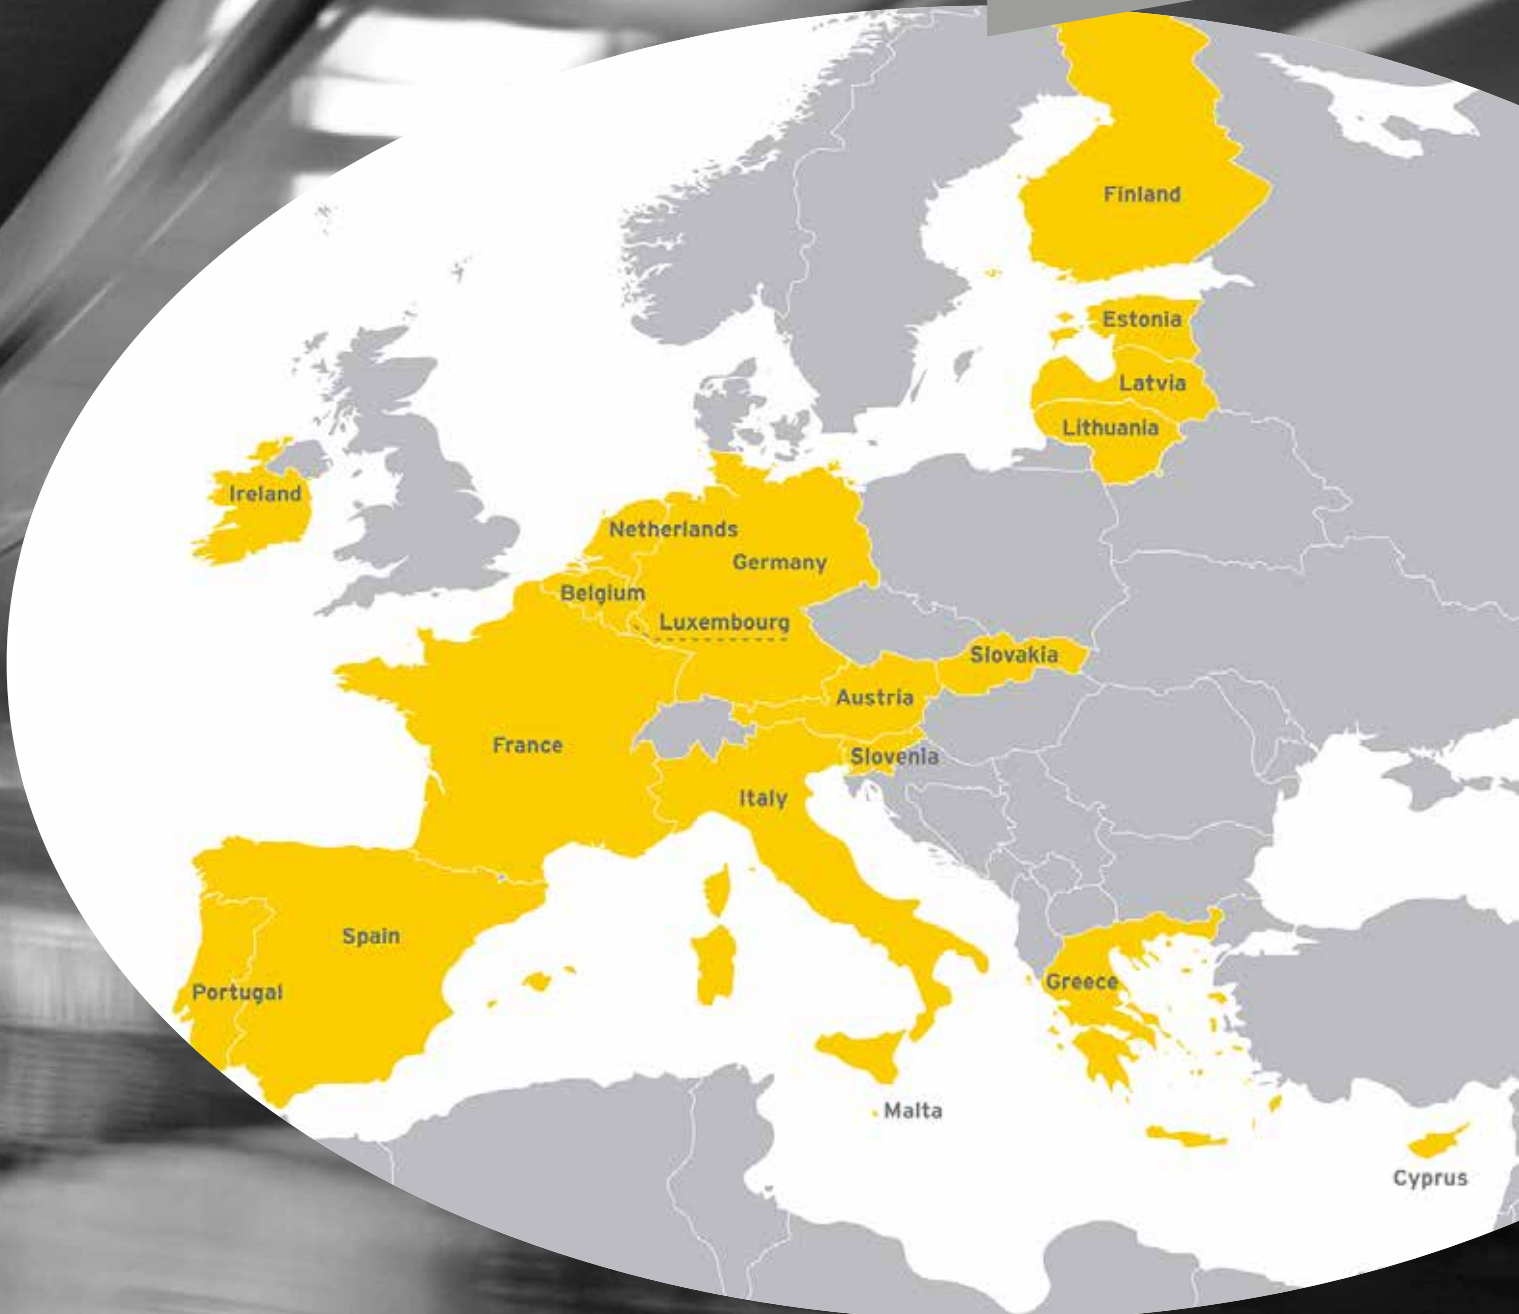 Finland
Estonia
Latvia
Lithuania
Ireland
Netherlands
Germany
Belgium
Luxembourg
Slovakia
Austria
France
Slovenia
Italy
Spain
Greece
Portugal
Malta
Cyprus